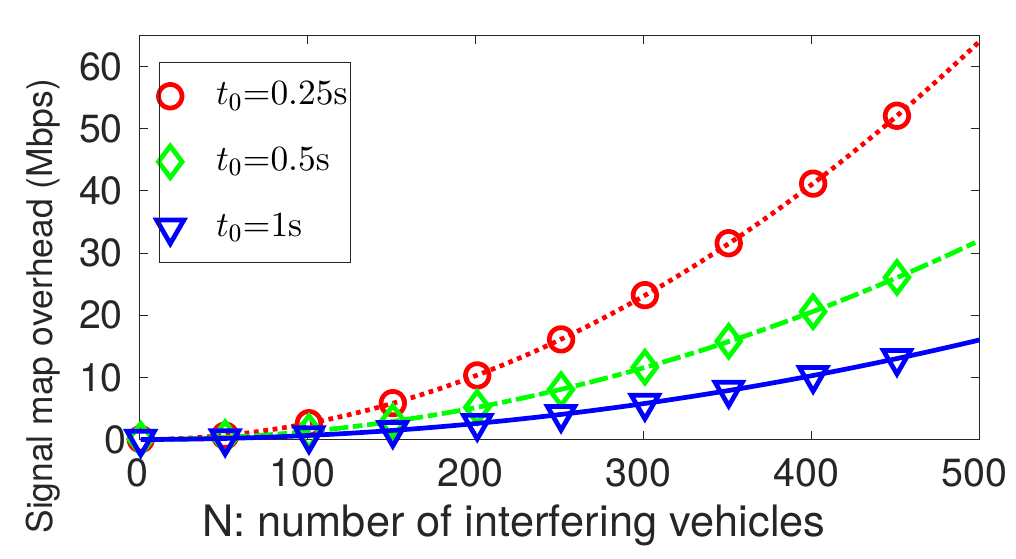 Signal map overhead (Mbps)
60
50
40
30
20
10
0
t₀=0.25s
t₀=0.5s
t₀=1s
0 100 200 300 400 500
N: number of interfering vehicles